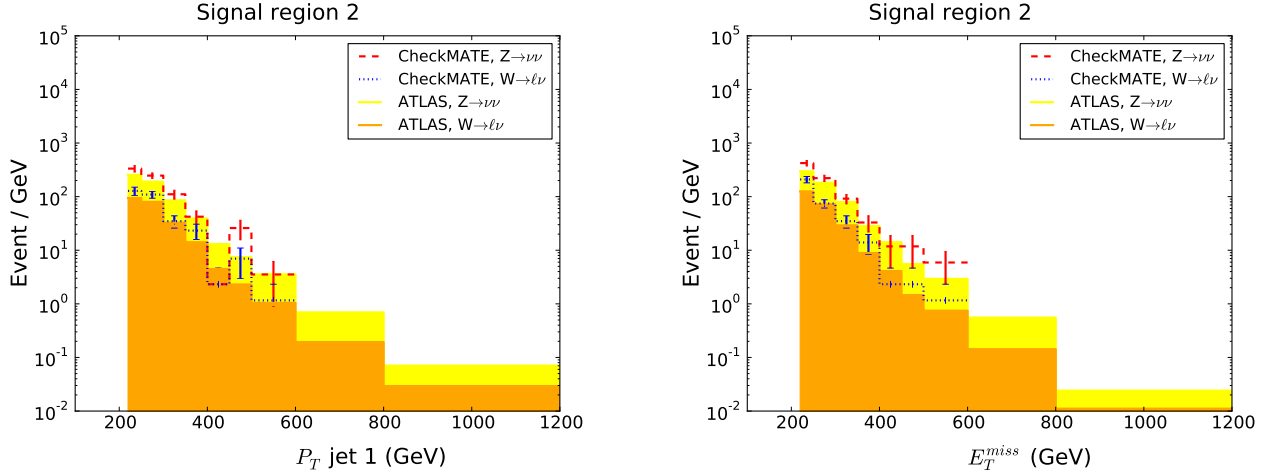 Signal region 2
10^5
10^4
10^3
10^2
10^1
10^0
10^-1
10^-2
Event / GeV
CheckMATE, Z→νν
CheckMATE, W→ℓν
ATLAS, Z→νν
ATLAS, W→ℓν
200 400 600 800 1000 1200
P_T jet 1 (GeV)
Signal region 2
10^5
10^4
10^3
10^2
10^1
10^0
10^-1
10^-2
Event / GeV
CheckMATE, Z→νν
CheckMATE, W→ℓν
ATLAS, Z→νν
ATLAS, W→ℓν
200 400 600 800 1000 1200
E_T^miss (GeV)